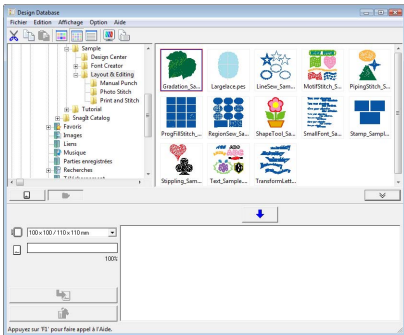 Design Database
Fichier Edition Affichage Option Aide
Sample
Design Center
Font Creator
Layout & Editing
Manual Punch
Photo Stitch
Print and Stitch
Tutorial
SnagIt Catalog
Favoris
Images
Liens
Musique
Parties enregistrées
Recherches
Téléchargement
Gradation_Sa...
Largelace.pes
LineSew_Sam...
MotifStitch_S...
PipingStitch_S...
ProgFillStitch_...
RegionSew_Sa...
ShapeTool_Sa...
SmallFont_Sa...
Stamp_Sampl...
Stippling_Sam...
Text_Sample....
TransformLett...
100 x 100 / 110 x 110 mm
100%
Appuyez sur 'F1' pour faire appel à l'Aide.